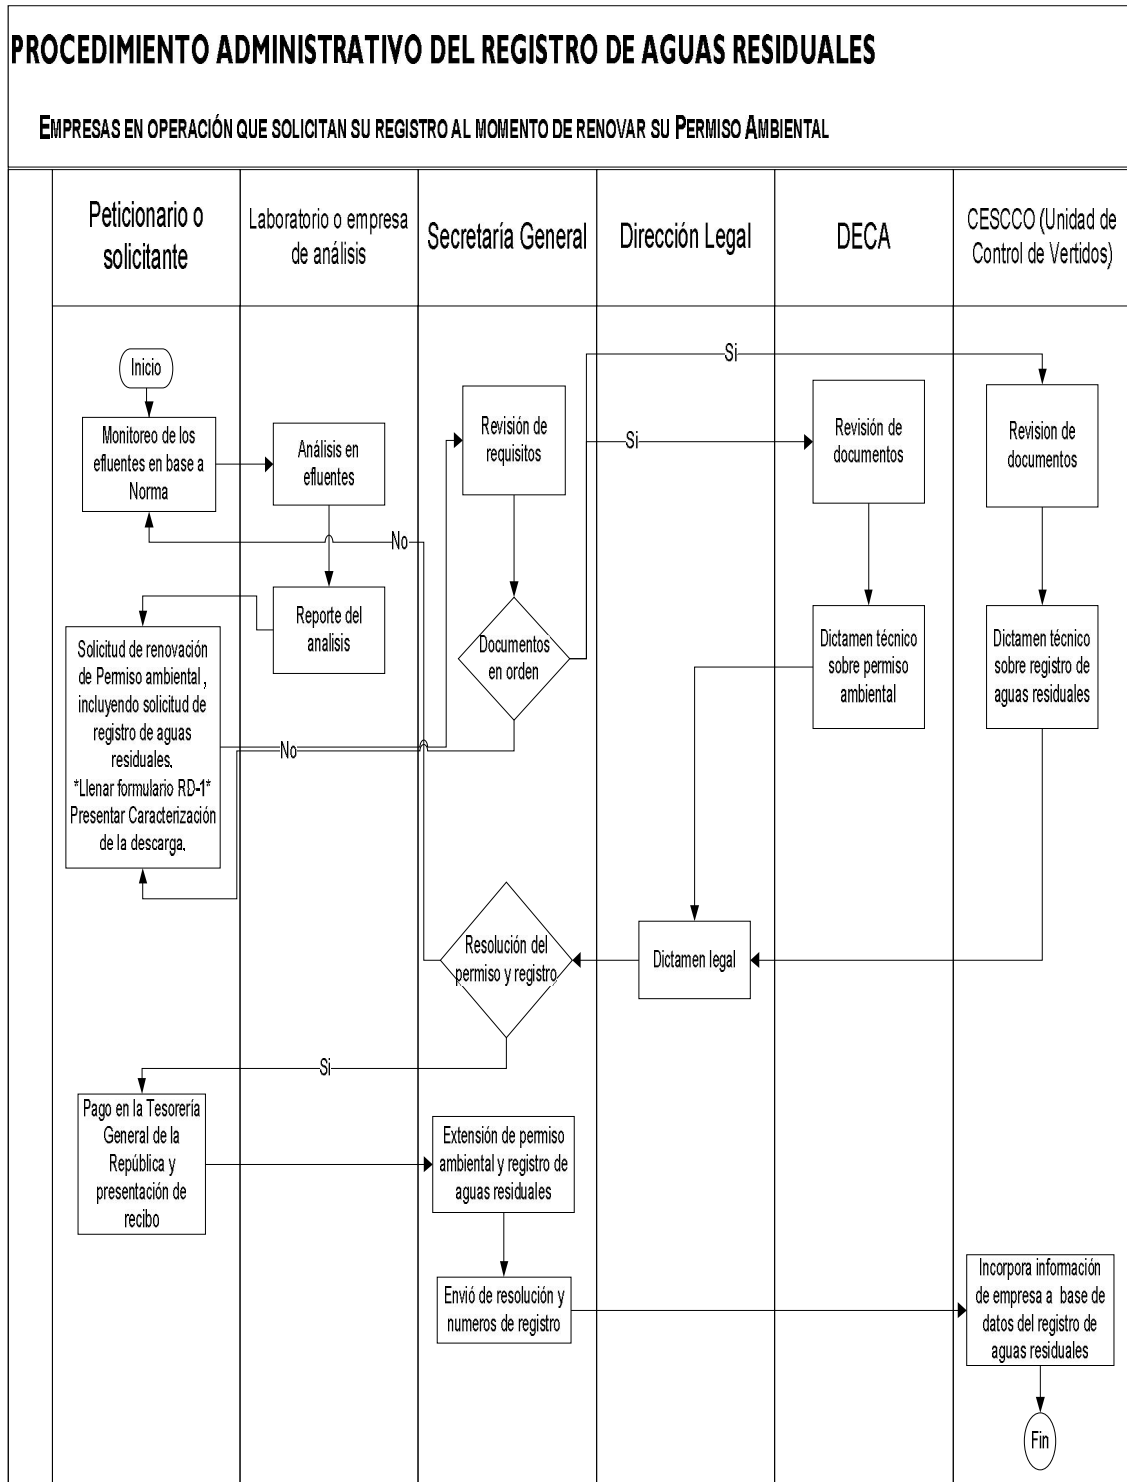 PROCEDIMIENTO ADMINISTRATIVO DEL REGISTRO DE AGUAS RESIDUALES
EMPRESAS EN OPERACIÓN QUE SOLICITAN SU REGISTRO AL MOMENTO DE RENOVAR SU PERMISO AMBIENTAL
Peticionario o
solicitante
Laboratorio o empresa
de análisis
Secretaría General
Dirección Legal
DECA
CESCCO (Unidad de
Control de Vertidos)
Inicio
Monitoreo de los
efluentes en base a
Norma
Análisis en
efluentes
Revisión de
requisitos
Si
Si
Revisión de
documentos
Revision de
documentos
No
Reporte del
analisis
Solicitud de renovación
de Permiso ambiental ,
incluyendo solicitud de
registro de aguas
residuales.
*Llenar formulario RD-1*
Presentar Caracterización
de la descarga.
Documentos
en orden
No
Dictamen técnico
sobre permiso
ambiental
Dictamen técnico
sobre registro de
aguas residuales
Resolución del
permiso y registro
Dictamen legal
Si
Pago en la Tesorería
General de la
República y
presentación de
recibo
Extensión de permiso
ambiental y registro de
aguas residuales
Envió de resolución y
numeros de registro
Incorpora información
de empresa a base de
datos del registro de
aguas residuales
Fin